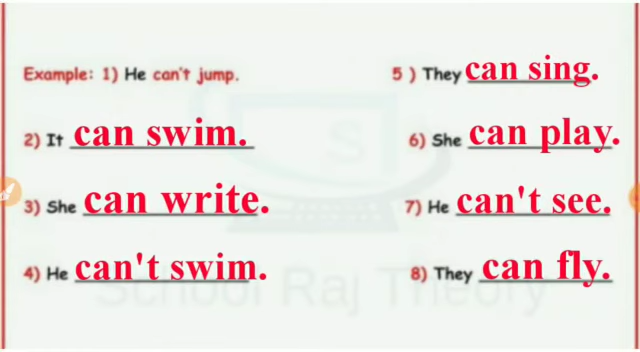 Example: 1) He can't jump.
2) It can swim.
3) She can write.
4) He can't swim.
5 ) They can sing.
6) She can play.
7) He can't see.
8) They can fly.
S
School Raj Theory